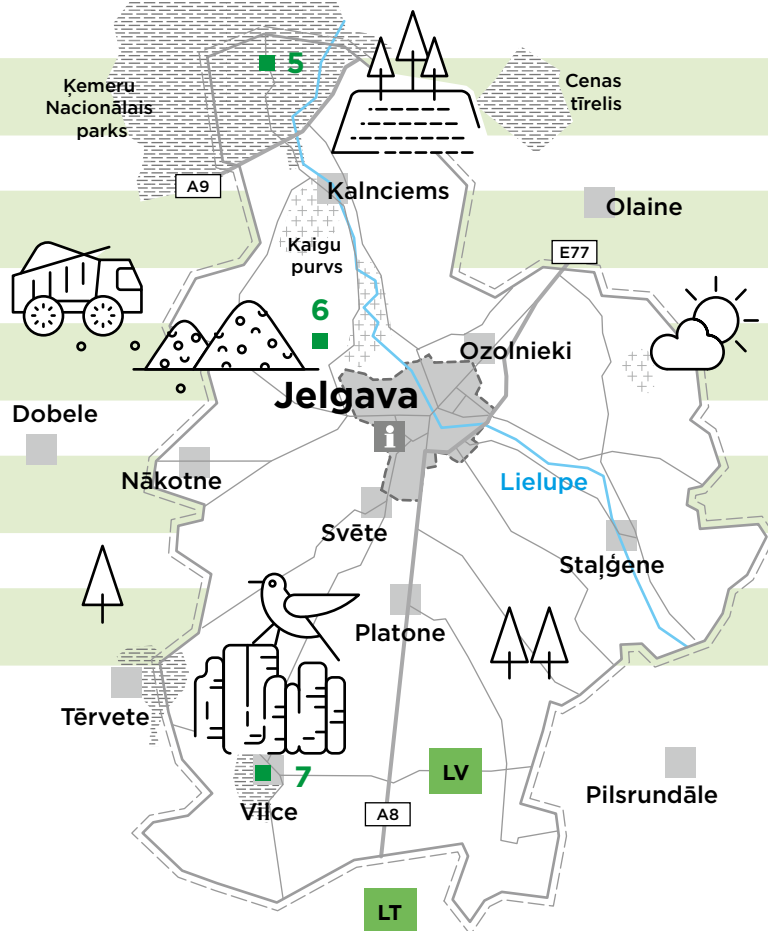 5
Ķemeru
Nacionālais
parks
Cenas
tīrelis
A9
Kalnciems
Olaine
Kaigu
purvs
E77
6
Ozolnieki
Jelgava
Dobele
i
Nākotne
Lielupe
Svēte
Staļģene
Platone
Tērvete
LV
7
Pilsrundāle
Vilce
A8
LT